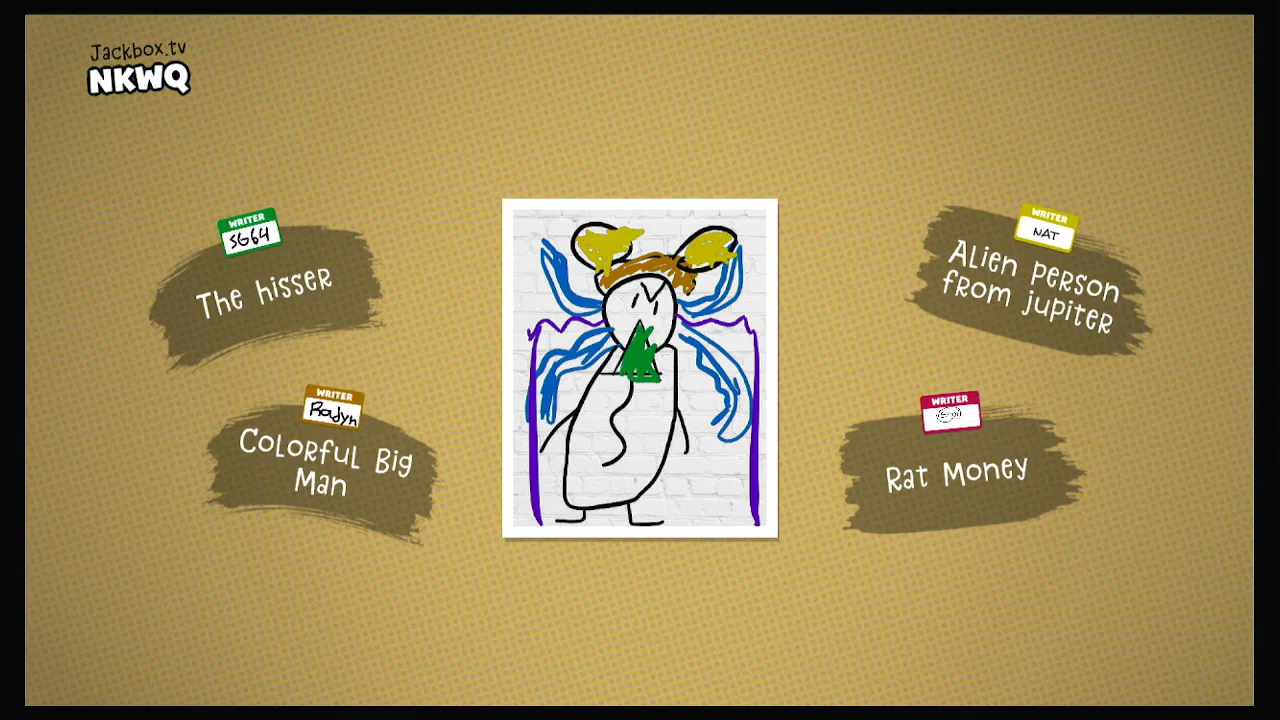 Jackbox.tv
NKWQ
WRITER
SG64
The hisser
WRITER
Radyn
Colorful Big
Man
WRITER
NAT
Alien person
from jupiter
WRITER
Rat Money